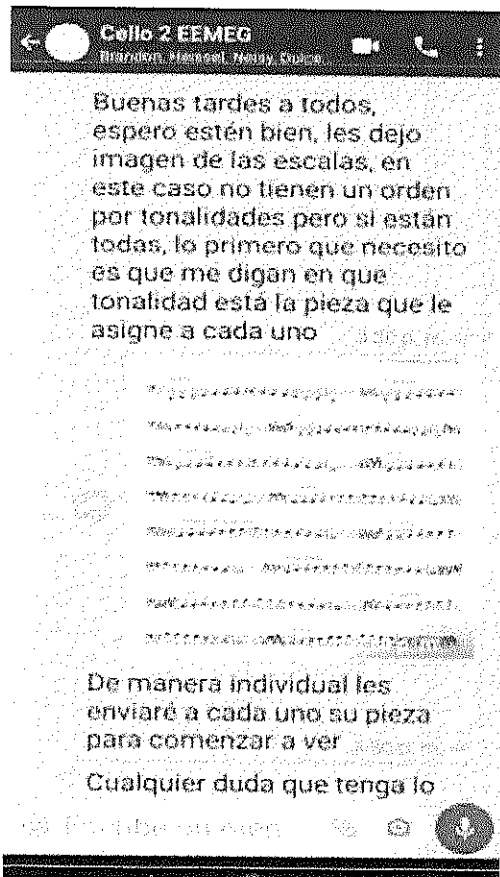 Cello 2 EEMEG
Brandon,
Buenas tardes a todos,
espero estén bien, les dejo
imagen de las escalas, en
este caso no tienen un orden
por tonalidades pero si están
todas, lo primero que necesito
es que me digan en que
tonalidad está la pieza que le
asigne a cada uno
De manera individual les
enviaré a cada uno su pieza
para comenzar a ver
Cualquier duda que tenga lo